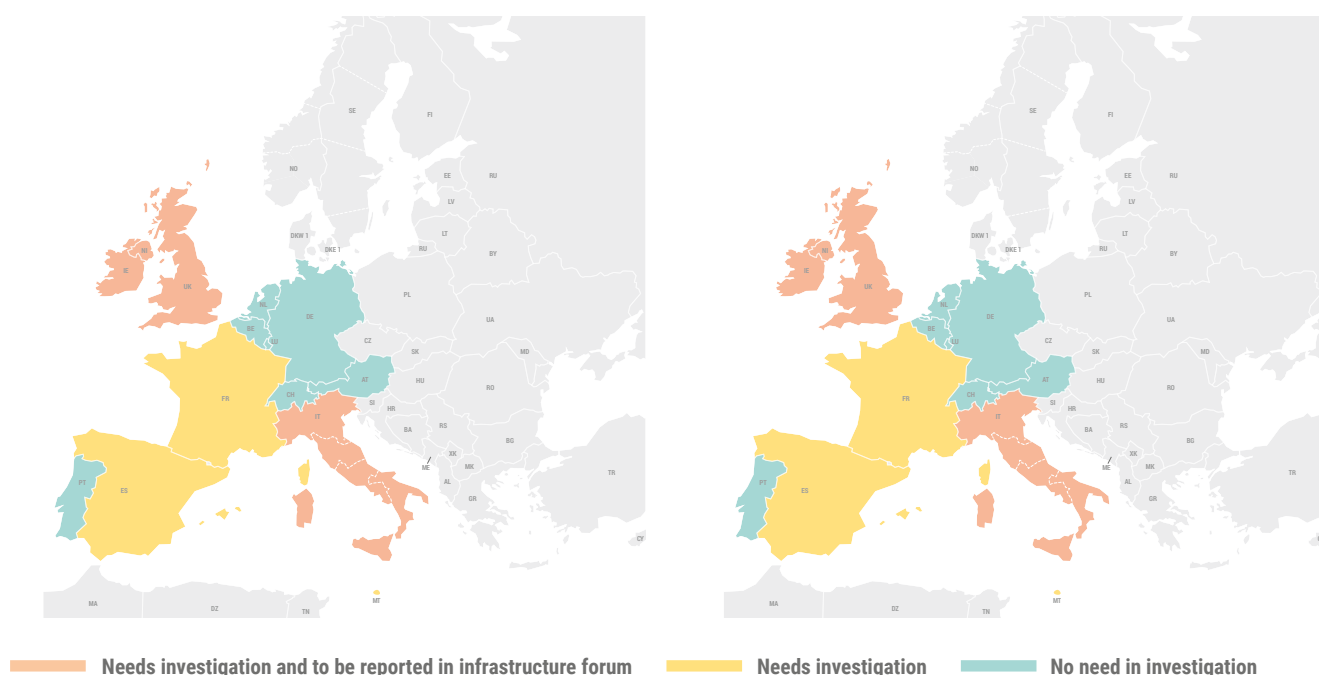 SE
FI
NO
EE
RU
LV
DKW 1
LT
NI
DKE 1
RU
BY
IE
UK
PL
NL
DE
BE
UA
LU
CZ
SK
MD
AT
HU
CH
RO
FR
SI
HR
IT
BA
RS
BG
XK
ME
MK
TR
PT
AL
ES
GR
CY
MT
MA
DZ
TN
SE
FI
NO
EE
RU
LV
DKW 1
LT
NI
DKE 1
RU
BY
IE
UK
PL
NL
DE
BE
UA
LU
CZ
SK
MD
AT
HU
CH
RO
FR
SI
HR
IT
BA
RS
BG
XK
ME
MK
TR
PT
AL
ES
GR
MT
MA
DZ
TN
Needs investigation and to be reported in infrastructure forum
Needs investigation
No need in investigation